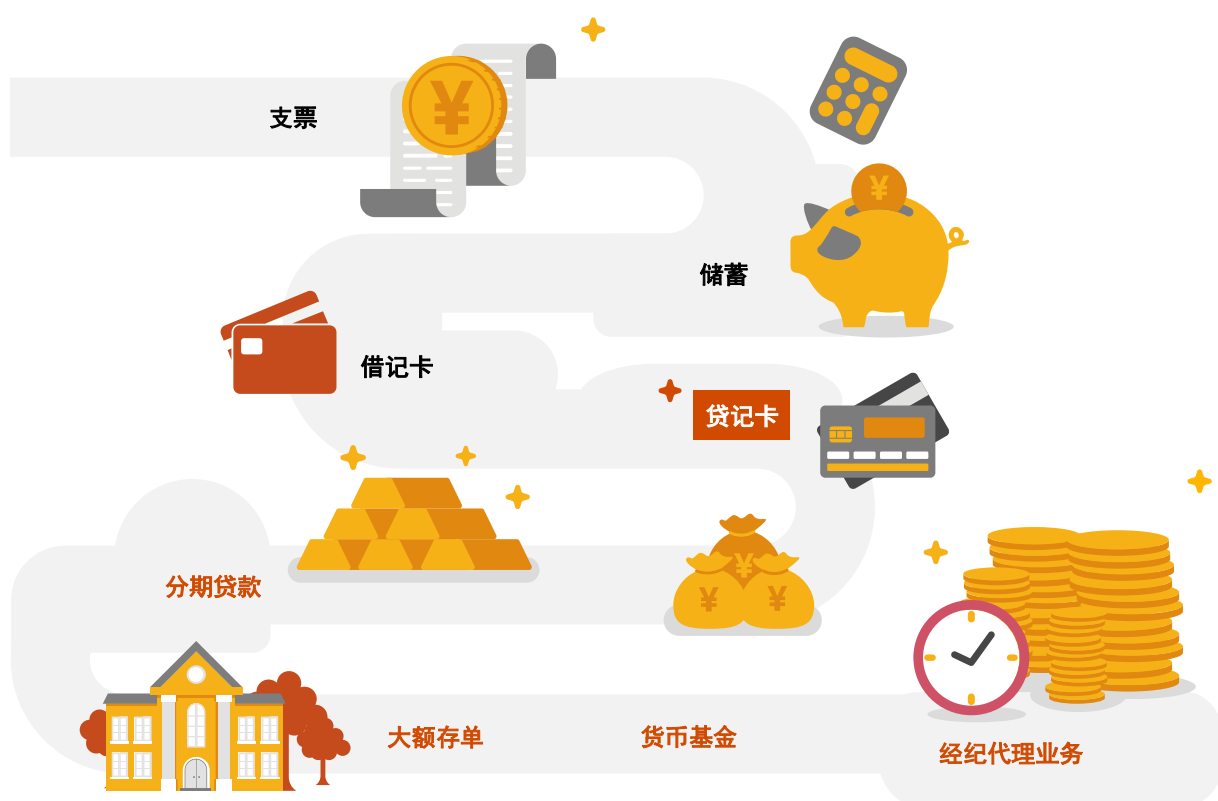 支票
储蓄
借记卡
贷记卡
分期贷款
大额存单
货币基金
经纪代理业务